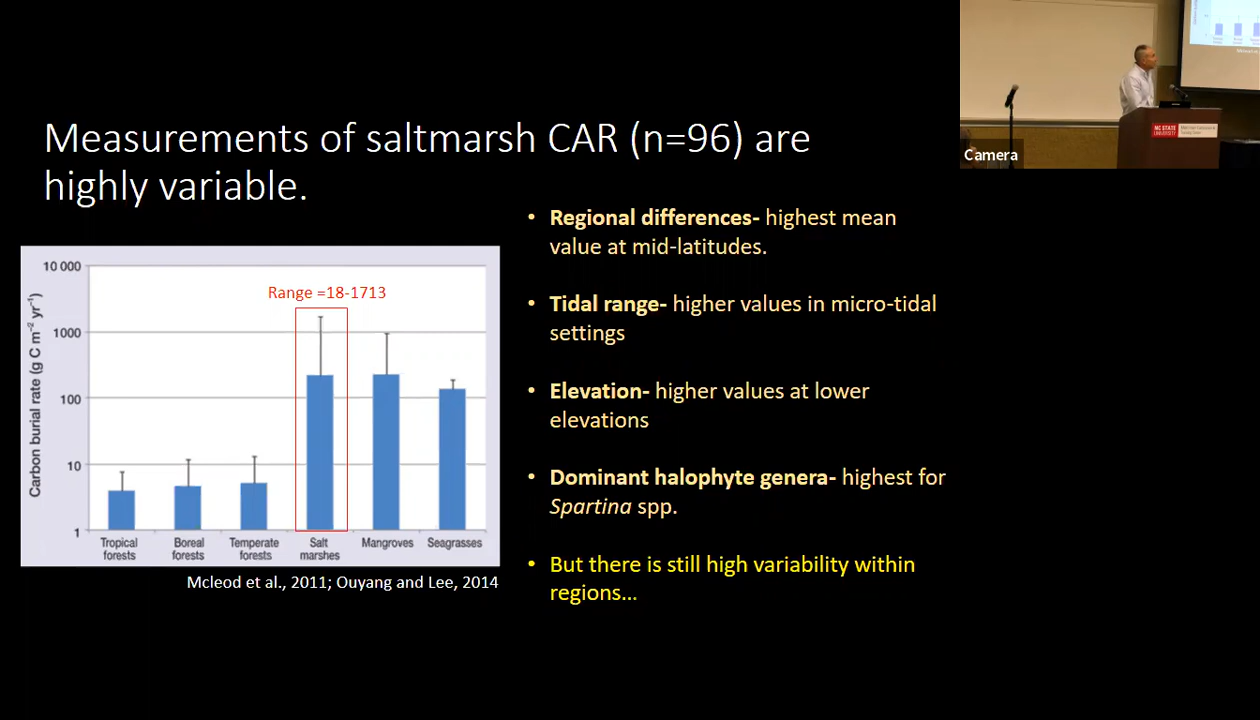 Measurements of saltmarsh CAR (n=96) are
highly variable.
10 000
1000
100
10
1
Carbon burial rate (g C m⁻² yr⁻¹)
Range =18-1713
Tropical
forests
Boreal
forests
Temperate
forests
Salt
marshes
Mangroves
Seagrasses
Mcleod et al., 2011; Ouyang and Lee, 2014
• Regional differences- highest mean
value at mid-latitudes.
• Tidal range- higher values in micro-tidal
settings
• Elevation- higher values at lower
elevations
• Dominant halophyte genera- highest for
Spartina spp.
• But there is still high variability within
regions…
Camera
NC STATE
UNIVERSITY